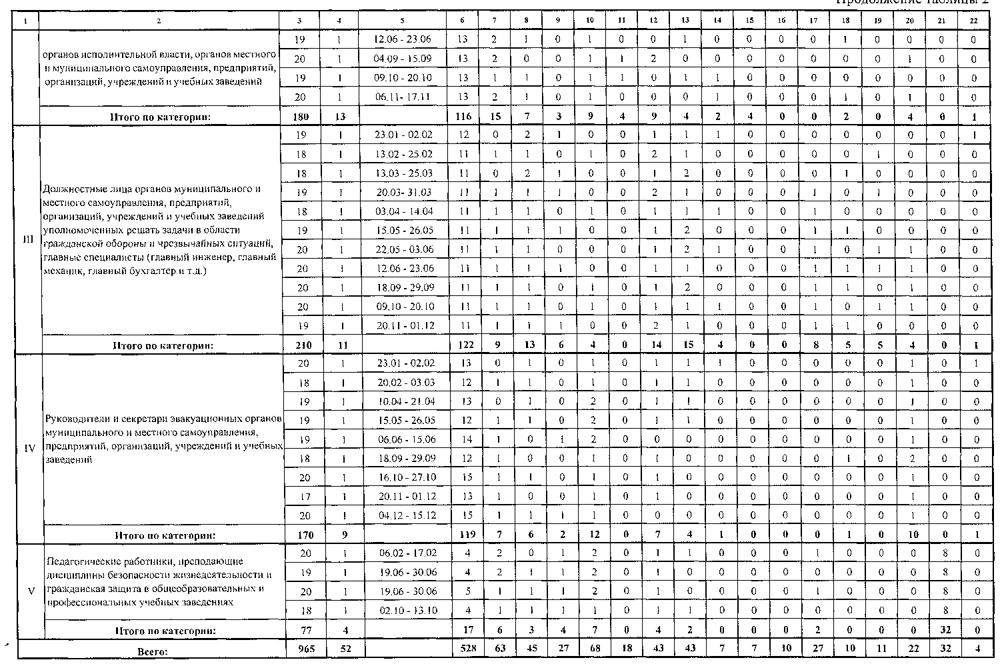 Продолжение таблицы 2
1 2 3 4 5 6 7 8 9 10 11 12 13 14 15 16 17 18 19 20 21 22
органов исполнительной власти, органов местного
и муниципального самоуправления, предприятий,
организаций, учреждений и учебных заведений
19 1 12.06 - 23.06 13 2 1 0 1 0 0 1 0 0 0 0 1 0 0 0 0
20 1 04.09 - 15.09 13 2 0 0 1 1 2 0 0 0 0 0 0 0 1 0 0
19 1 09.10 - 20.10 13 1 1 0 1 1 0 1 1 0 0 0 0 0 0 0 0
20 1 06.11- 17.11 13 2 1 0 1 0 0 0 1 0 0 0 1 0 1 0 0
Итого по категории: 180 13 116 15 7 3 9 4 9 4 2 4 0 0 2 0 4 0 1
III
Должностные лица органов муниципального и
местного самоуправления, предприятий,
организаций, учреждений и учебных заведений
уполномоченных решать задачи в области
гражданской обороны и чрезвычайных ситуаций,
главные специалисты (главный инженер, главный
механик, главный бухгалтер и т.д.)
19 1 23.01 - 02.02 12 0 2 1 0 0 1 1 1 0 0 0 0 0 0 0 1
18 1 13.02 - 25.02 11 1 1 0 1 0 2 1 0 0 0 0 0 1 0 0 0
18 1 13.03 - 25.03 11 0 2 1 0 0 1 2 0 0 0 0 1 0 0 0 0
19 1 20.03- 31.03 11 1 1 1 0 0 2 1 0 0 0 1 0 1 0 0 0
18 1 03.04 - 14.04 11 1 1 0 1 0 1 1 1 0 0 1 0 0 0 0 0
19 1 15.05 - 26.05 11 1 1 1 0 0 1 2 0 0 0 1 1 0 0 0 0
20 1 22.05 - 03.06 11 1 1 0 0 0 1 2 1 0 0 1 0 1 1 0 0
20 1 12.06 - 23.06 11 1 1 1 0 0 1 1 0 0 0 1 1 1 1 0 0
20 1 18.09 - 29.09 11 1 1 0 1 0 1 2 0 0 0 1 1 0 1 0 0
20 1 09.10 - 20.10 11 1 1 0 1 0 1 1 1 0 0 1 0 1 1 0 0
19 1 20.11 - 01.12 11 1 1 1 0 0 2 1 0 0 0 1 1 0 0 0 0
Итого по категории: 210 11 122 9 13 6 4 0 14 15 4 0 0 8 5 5 4 0 1
IV
Руководители и секретари эвакуационных органов
муниципального и местного самоуправления,
предприятий, организаций, учреждений и учебных
заведений
20 1 23.01 - 02.02 13 0 1 0 1 0 1 1 1 0 0 0 0 0 1 0 1
18 1 20.02 - 03.03 12 1 1 0 1 0 1 1 0 0 0 0 0 0 1 0 0
19 1 10.04 - 21.04 13 0 1 0 2 0 1 1 0 0 0 0 0 0 1 0 0
19 1 15.05 - 26.05 12 1 1 0 2 0 1 1 0 0 0 0 0 0 1 0 0
19 1 06.06 - 15.06 14 1 0 1 2 0 0 0 0 0 0 0 0 0 1 0 0
18 1 18.09 - 29.09 12 1 0 0 1 0 1 0 0 0 0 0 1 0 2 0 0
20 1 16.10 - 27.10 15 1 1 0 1 0 1 0 0 0 0 0 0 0 1 0 0
17 1 20.11 - 01.12 13 1 0 0 1 0 1 0 0 0 0 0 0 0 1 0 0
20 1 04.12 - 15.12 15 1 1 1 1 0 0 0 0 0 0 0 0 0 1 0 0
Итого по категории: 170 9 119 7 6 2 12 0 7 4 1 0 0 0 1 0 10 0 1
V
Педагогические работники, преподающие
дисциплины безопасности жизнедеятельности и
гражданская защита в общеобразовательных и
профессиональных учебных заведениях
20 1 06.02 - 17.02 4 2 0 1 2 0 1 1 0 0 0 1 0 0 0 8 0
19 1 19.06 - 30.06 4 2 1 1 2 0 1 0 0 0 0 0 0 0 0 8 0
20 1 19.06 - 30.06 5 1 1 1 2 0 1 0 0 0 0 1 0 0 0 8 0
18 1 02.10 - 13.10 4 1 1 1 1 0 1 1 0 0 0 0 0 0 0 8 0
Итого по категории: 77 4 17 6 3 4 7 0 4 2 0 0 0 2 0 0 0 32 0
Всего: 965 52 528 63 45 27 68 18 43 43 7 7 10 27 10 11 22 32 4